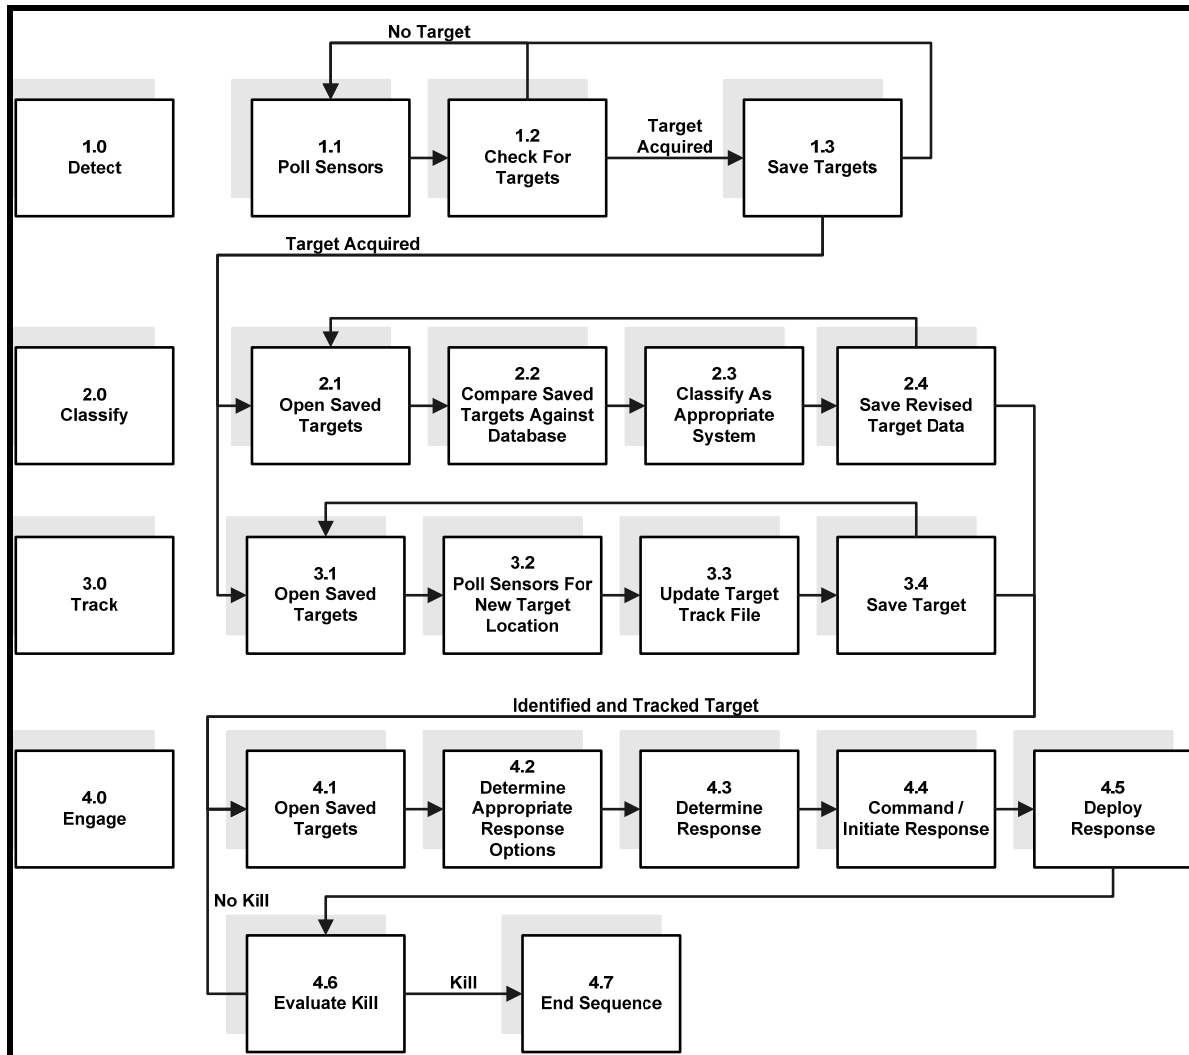 No Target
1.0
Detect
1.1
Poll Sensors
1.2
Check For
Targets
Target
Acquired
1.3
Save Targets
Target Acquired
2.0
Classify
2.1
Open Saved
Targets
2.2
Compare Saved
Targets Against
Database
2.3
Classify As
Appropriate
System
2.4
Save Revised
Target Data
3.0
Track
3.1
Open Saved
Targets
3.2
Poll Sensors For
New Target
Location
3.3
Update Target
Track File
3.4
Save Target
Identified and Tracked Target
4.0
Engage
4.1
Open Saved
Targets
4.2
Determine
Appropriate
Response
Options
4.3
Determine
Response
4.4
Command /
Initiate Response
4.5
Deploy
Response
No Kill
4.6
Evaluate Kill
Kill
4.7
End Sequence